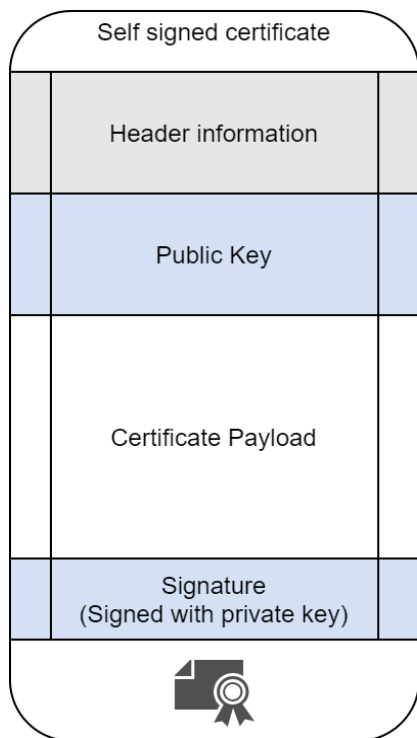 Self signed certificate
Header information
Public Key
Certificate Payload
Signature
(Signed with private key)